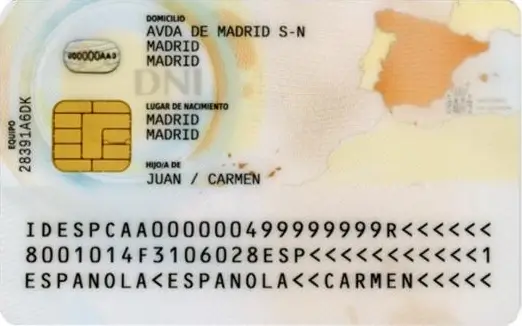 DOMICILIO
AVDA DE MADRID S-N
MADRID
MADRID
DNI
LUGAR DE NACIMIENTO
MADRID
MADRID
HIJO/A DE
JUAN / CARMEN
EQUIPO
28391A6DK
IDESPCAA000000499999999R<<<<<<
8001014F3106028ESP<<<<<<<<<<<1
ESPANOLA<ESPANOLA<<CARMEN<<<<<